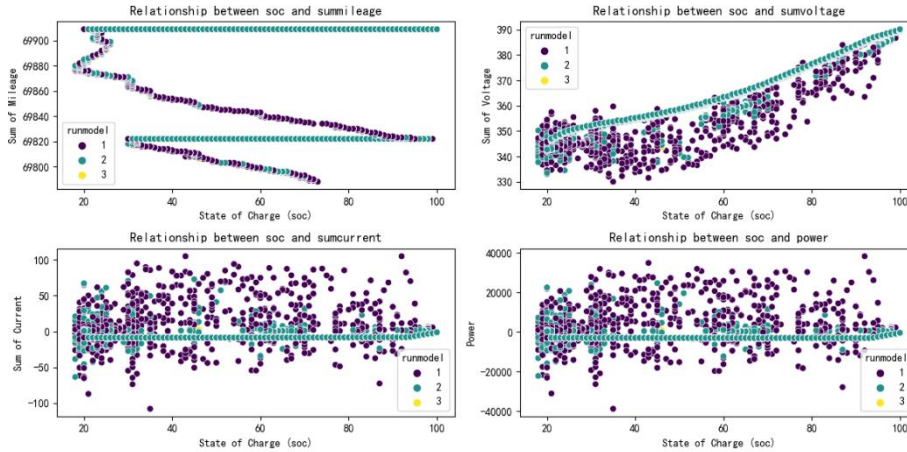 Relationship between soc and summileage
Sum of Mileage
69900
69880
69860
69840
69820
69800
runmodel
1
2
3
20 40 60 80 100
State of Charge (soc)
Relationship between soc and sumvoltage
Sum of Voltage
390
380
370
360
350
340
330
runmodel
1
2
3
20 40 60 80 100
State of Charge (soc)
Relationship between soc and sumcurrent
Sum of Current
100
50
0
-50
-100
runmodel
1
2
3
20 40 60 80 100
State of Charge (soc)
Relationship between soc and power
Power
40000
20000
0
-20000
-40000
runmodel
1
2
3
20 40 60 80 100
State of Charge (soc)